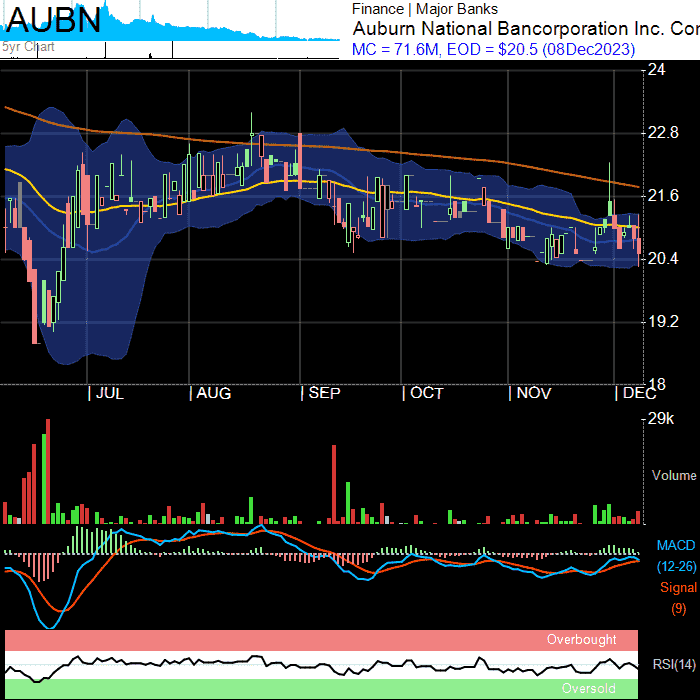 AUBN
5yr Chart
Finance | Major Banks
Auburn National Bancorporation Inc. Cor
MC = 71.6M, EOD = $20.5 (08Dec2023)
24
22.8
21.6
20.4
19.2
18
| JUL | AUG | SEP | OCT | NOV | DEC
29k
Volume
MACD
(12-26)
Signal
(9)
Overbought
RSI(14)
Oversold